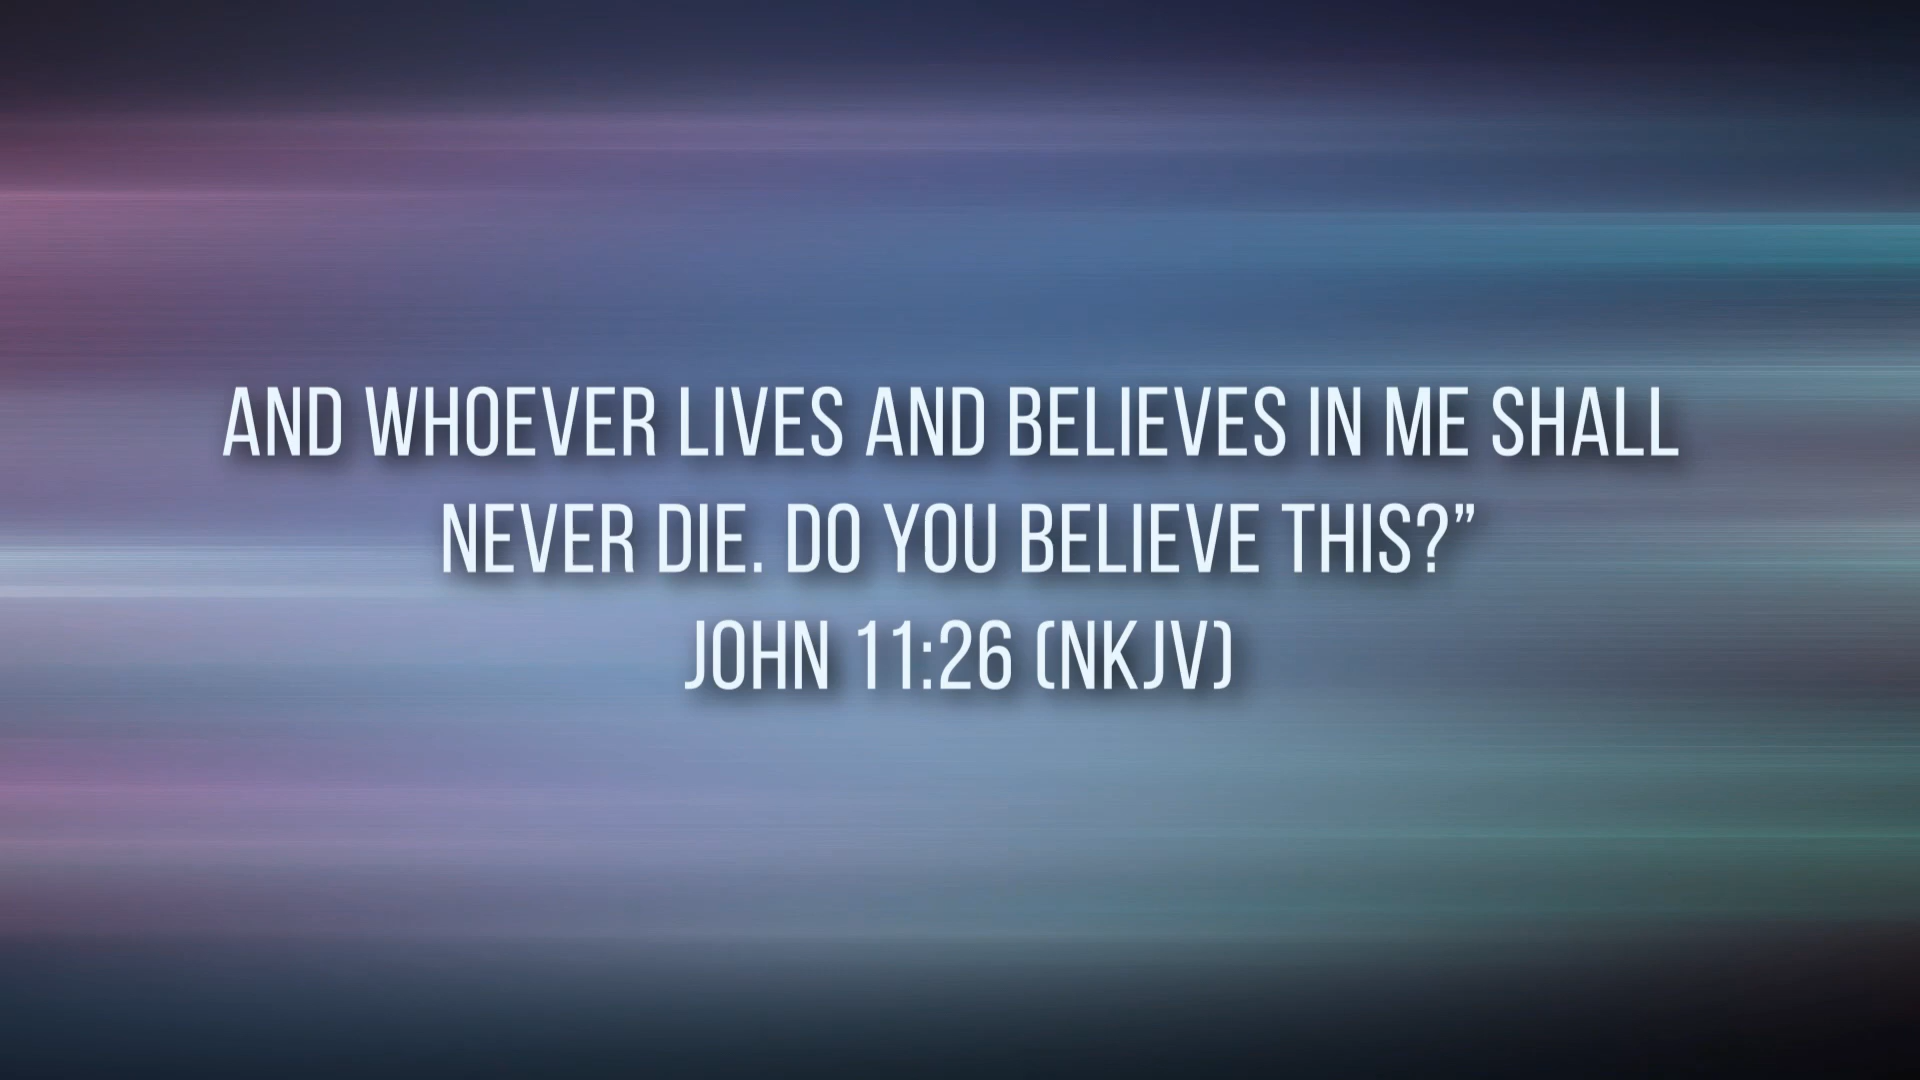 AND WHOEVER LIVES AND BELIEVES IN ME SHALL
NEVER DIE. DO YOU BELIEVE THIS?”
JOHN 11:26 (NKJV)